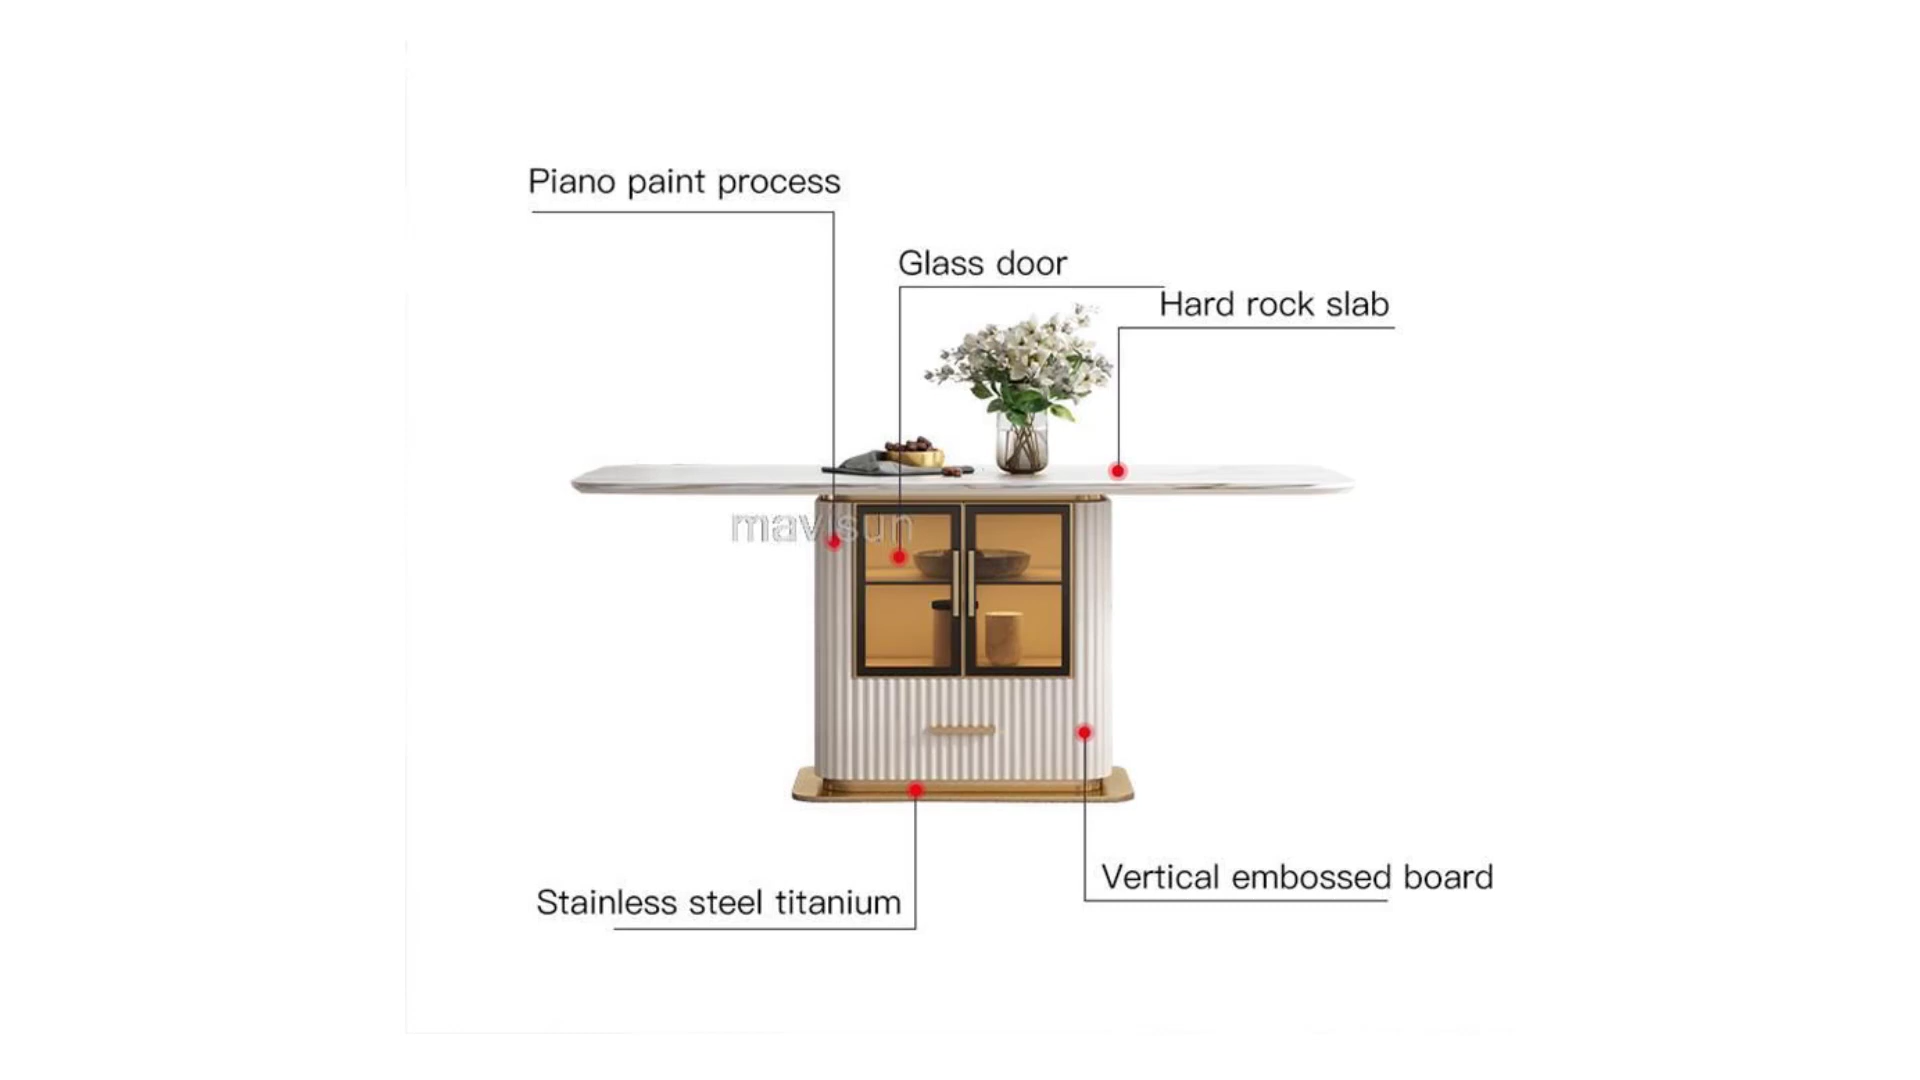 Piano paint process
Glass door
Hard rock slab
mavisun
Vertical embossed board
Stainless steel titanium